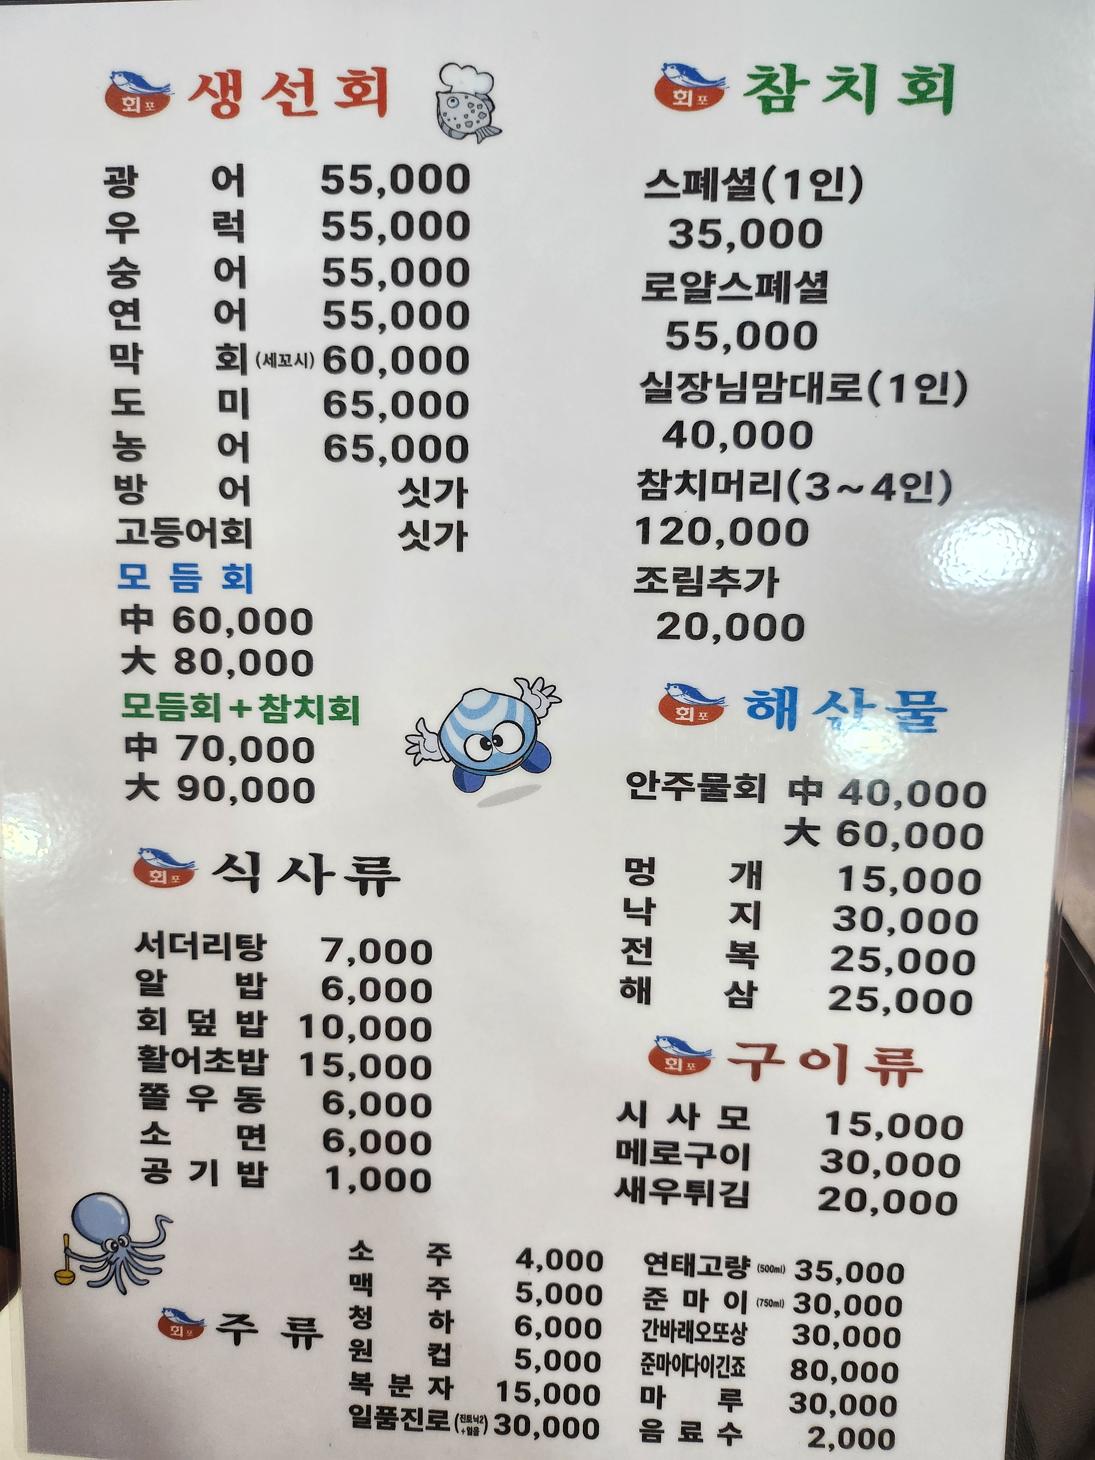 회포 생선회
광어 55,000
우럭 55,000
숭어 55,000
연어 55,000
막회(세꼬시) 60,000
도미 65,000
농어 65,000
방어 싯가
고등어회 싯가
모듬회
中 60,000
大 80,000
모듬회+참치회
中 70,000
大 90,000
회포 식사류
서더리탕 7,000
알밥 6,000
회덮밥 10,000
활어초밥 15,000
쫄우동 6,000
소면 6,000
공기밥 1,000
회포 참치회
스페셜(1인)
35,000
로얄스페셜
55,000
실장님맘대로(1인)
40,000
참치머리(3~4인)
120,000
조림추가
20,000
회포 해산물
안주물회 中 40,000
大 60,000
멍개 15,000
낙지 30,000
전복 25,000
해삼 25,000
회포 구이류
시사모 15,000
메로구이 30,000
새우튀김 20,000
회포 주류
소주 4,000
맥주 5,000
청하 6,000
원컵 5,000
복분자 15,000
일품진로(진토닉2+얼음) 30,000
연태고량(500ml) 35,000
준마이(750ml) 30,000
간바래오또상 30,000
준마이다이긴죠 80,000
마루 30,000
음료수 2,000